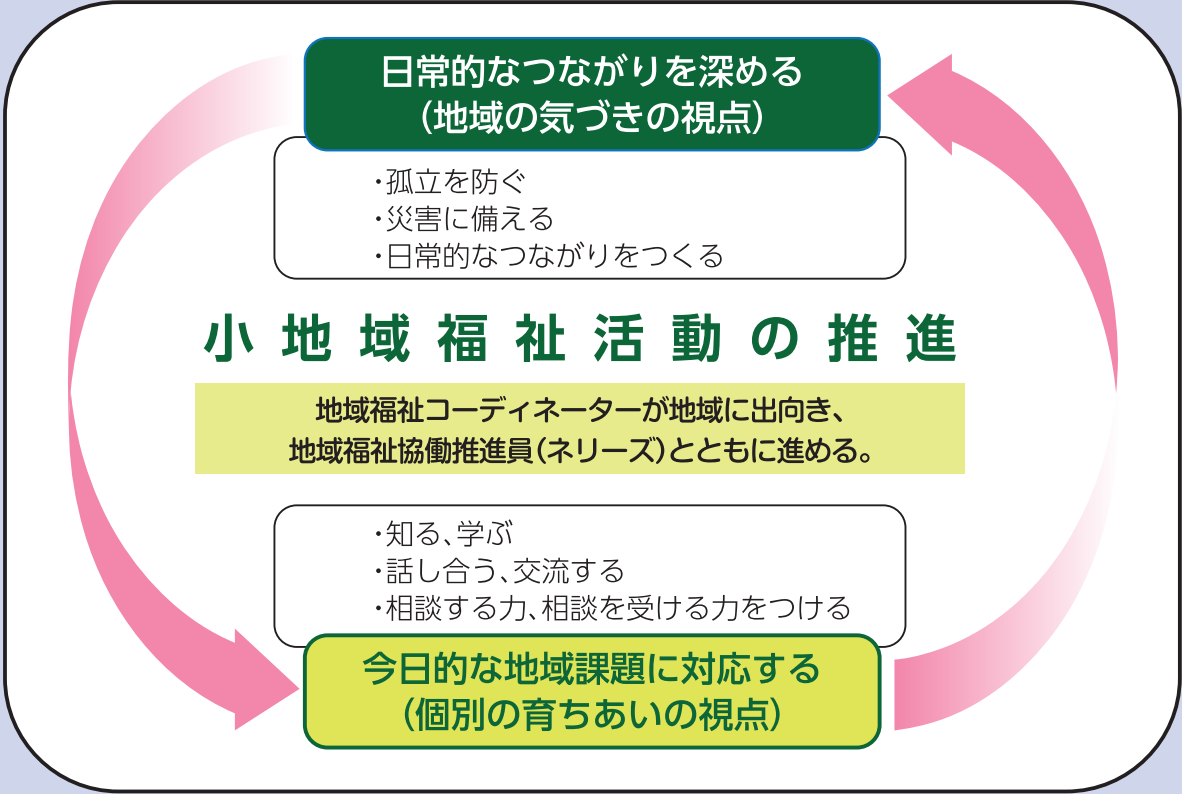 日常的なつながりを深める
(地域の気づきの視点)
・孤立を防ぐ
・災害に備える
・日常的なつながりをつくる
小地域福祉活動の推進
地域福祉コーディネーターが地域に出向き、
地域福祉協働推進員(ネリーズ)とともに進める。
・知る、学ぶ
・話し合う、交流する
・相談する力、相談を受ける力をつける
今日的な地域課題に対応する
(個別の育ちあいの視点)